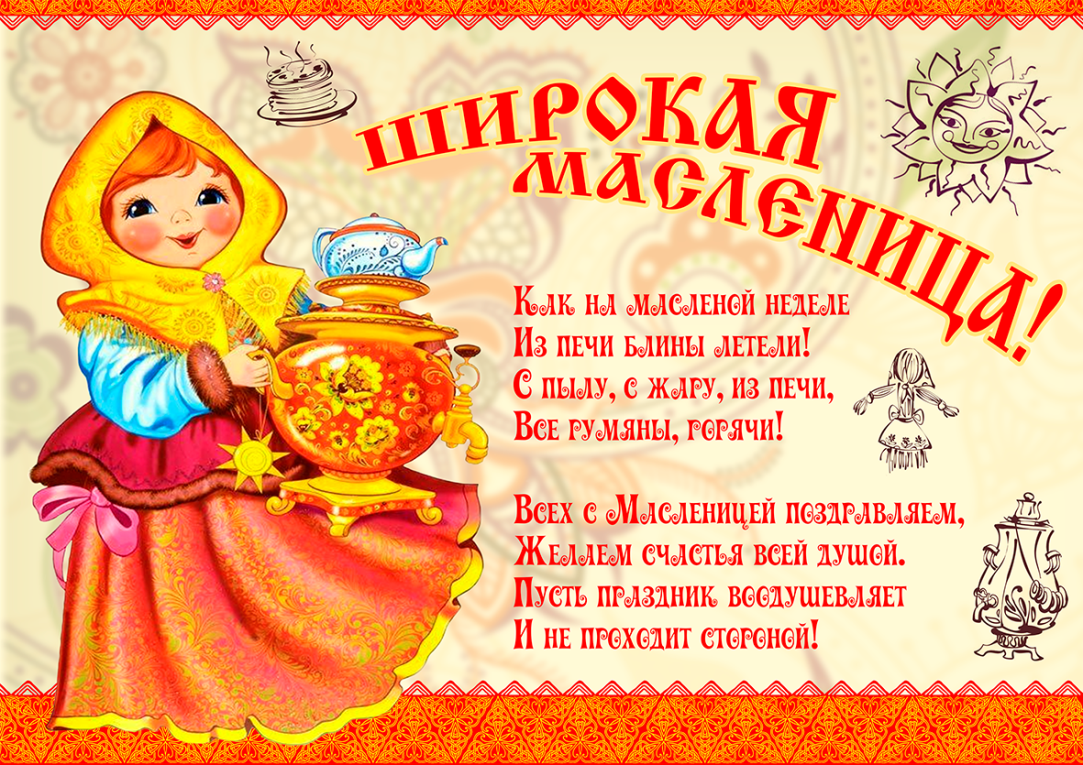 ШИРОКАЯ
МАСЛЕНИЦА!
Как на масленой неделе
Из печи блины летели!
С пылу, с жару, из печи,
Все румяны, горячи!
Всех с Масленицей поздравляем,
Желаем счастья всей душой.
Пусть праздник воодушевляет
И не проходит стороной!